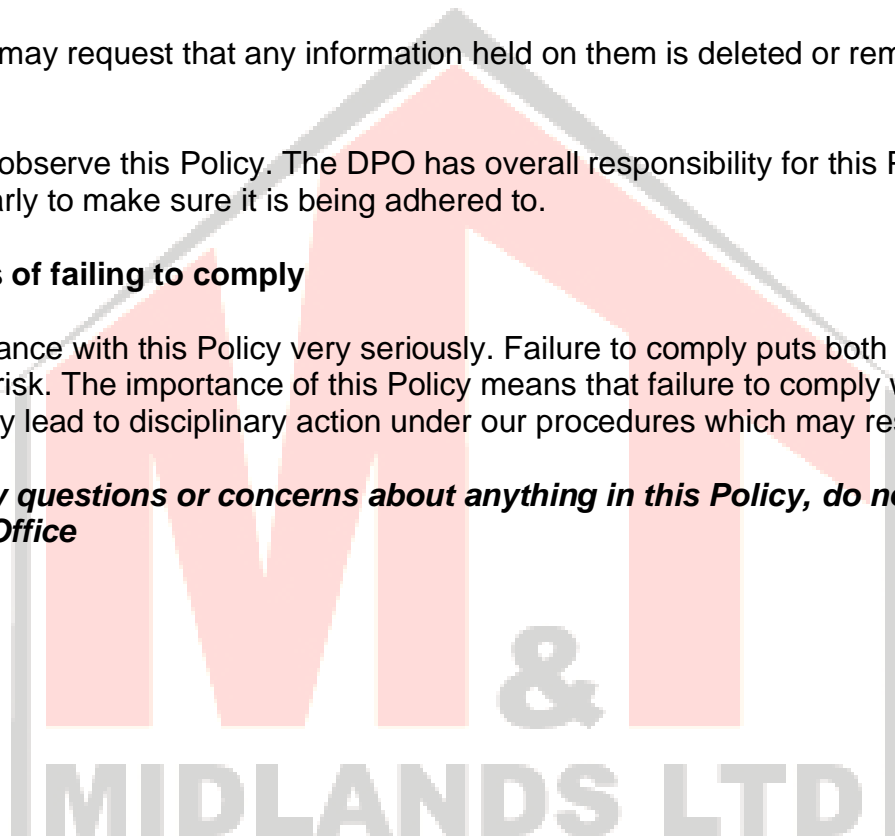 may request that any information held on them is deleted or rem
observe this Policy. The DPO has overall responsibility for this P
arly to make sure it is being adhered to.
s of failing to comply
ance with this Policy very seriously. Failure to comply puts both
risk. The importance of this Policy means that failure to comply w
y lead to disciplinary action under our procedures which may res
y questions or concerns about anything in this Policy, do no
Office
MT
&
MIDLANDS LTD